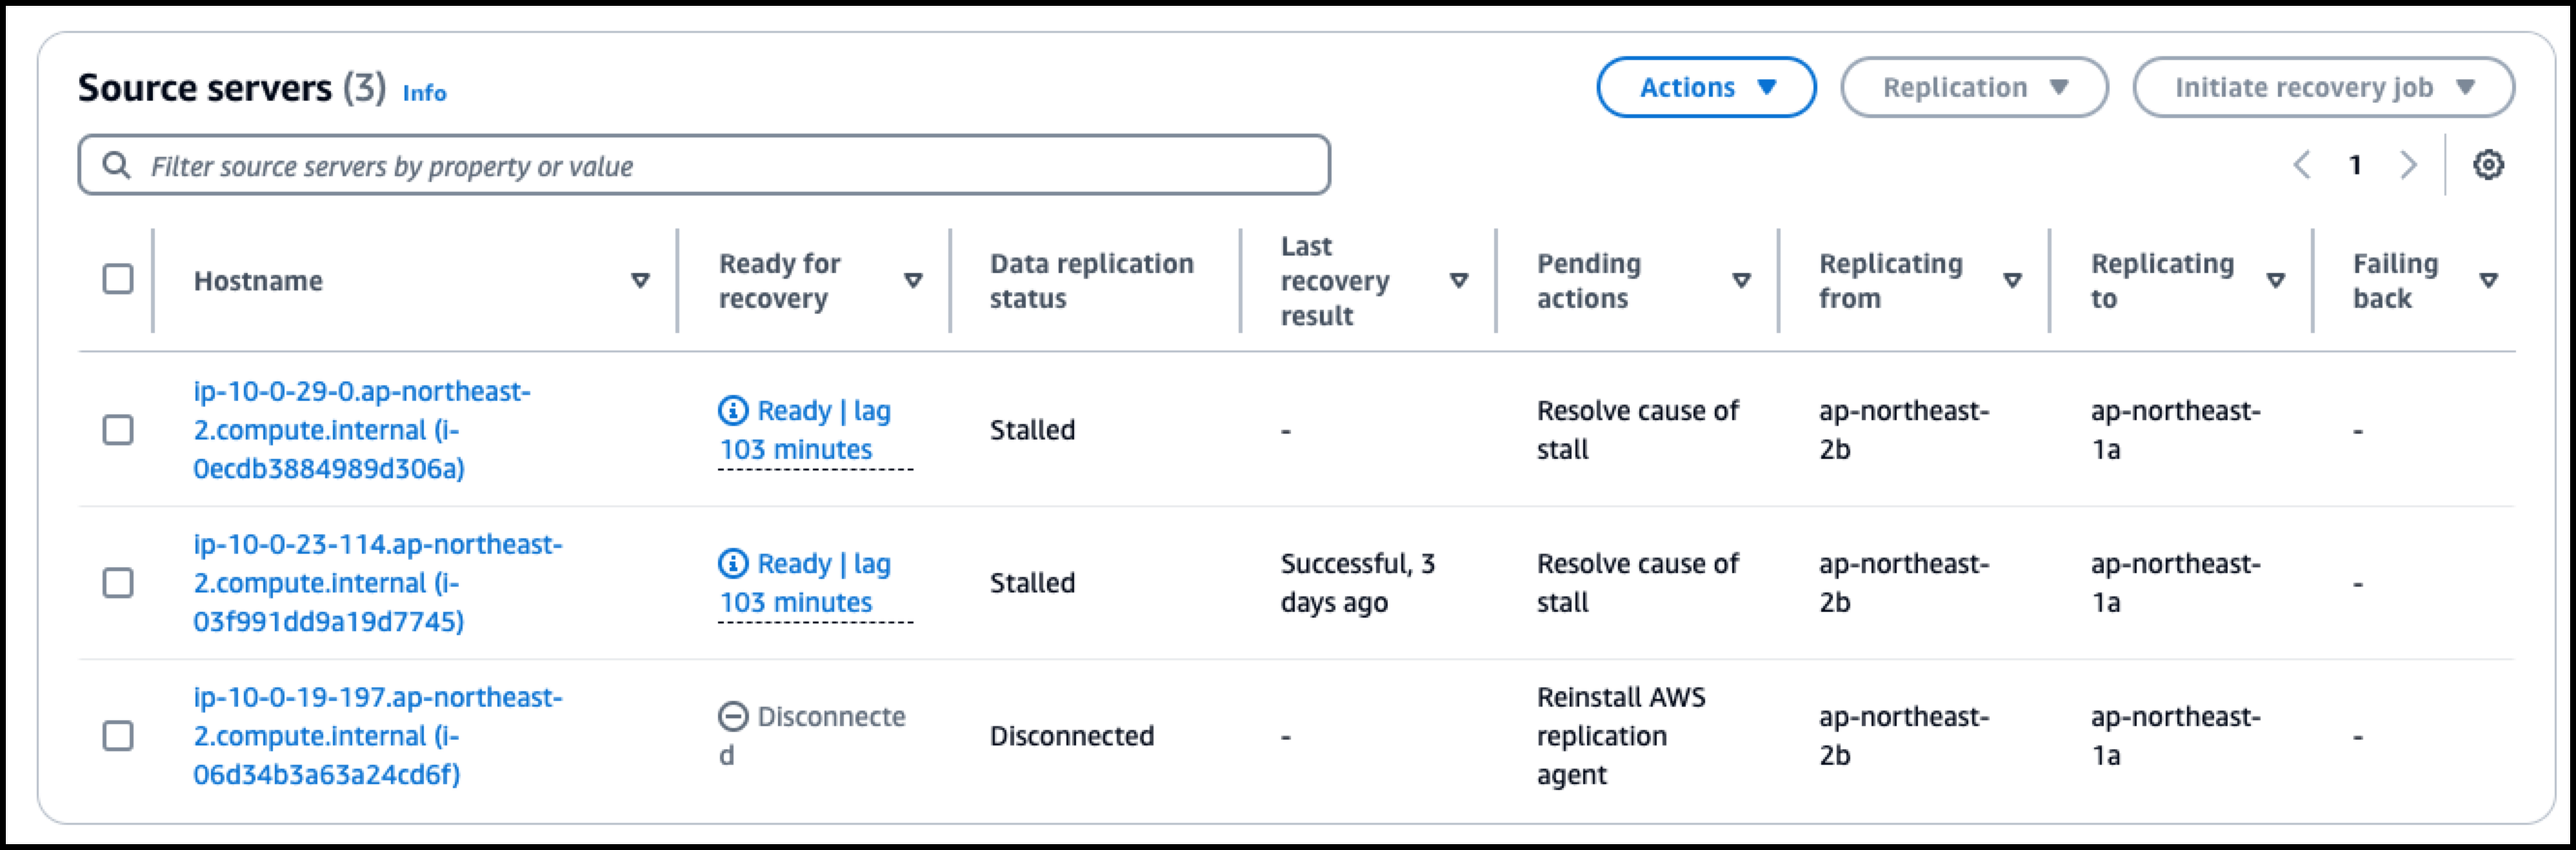 Source servers (3) Info
Actions
Replication
Initiate recovery job
Filter source servers by property or value
1
Hostname
Ready for
recovery
Data replication
status
Last
recovery
result
Pending
actions
Replicating
from
Replicating
to
Failing
back
ip-10-0-29-0.ap-northeast-
2.compute.internal (i-
0ecdb3884989d306a)
Ready | lag
103 minutes
Stalled
-
Resolve cause of
stall
ap-northeast-
2b
ap-northeast-
1a
-
ip-10-0-23-114.ap-northeast-
2.compute.internal (i-
03f991dd9a19d7745)
Ready | lag
103 minutes
Stalled
Successful, 3
days ago
Resolve cause of
stall
ap-northeast-
2b
ap-northeast-
1a
-
ip-10-0-19-197.ap-northeast-
2.compute.internal (i-
06d34b3a63a24cd6f)
Disconnecte
d
Disconnected
-
Reinstall AWS
replication
agent
ap-northeast-
2b
ap-northeast-
1a
-